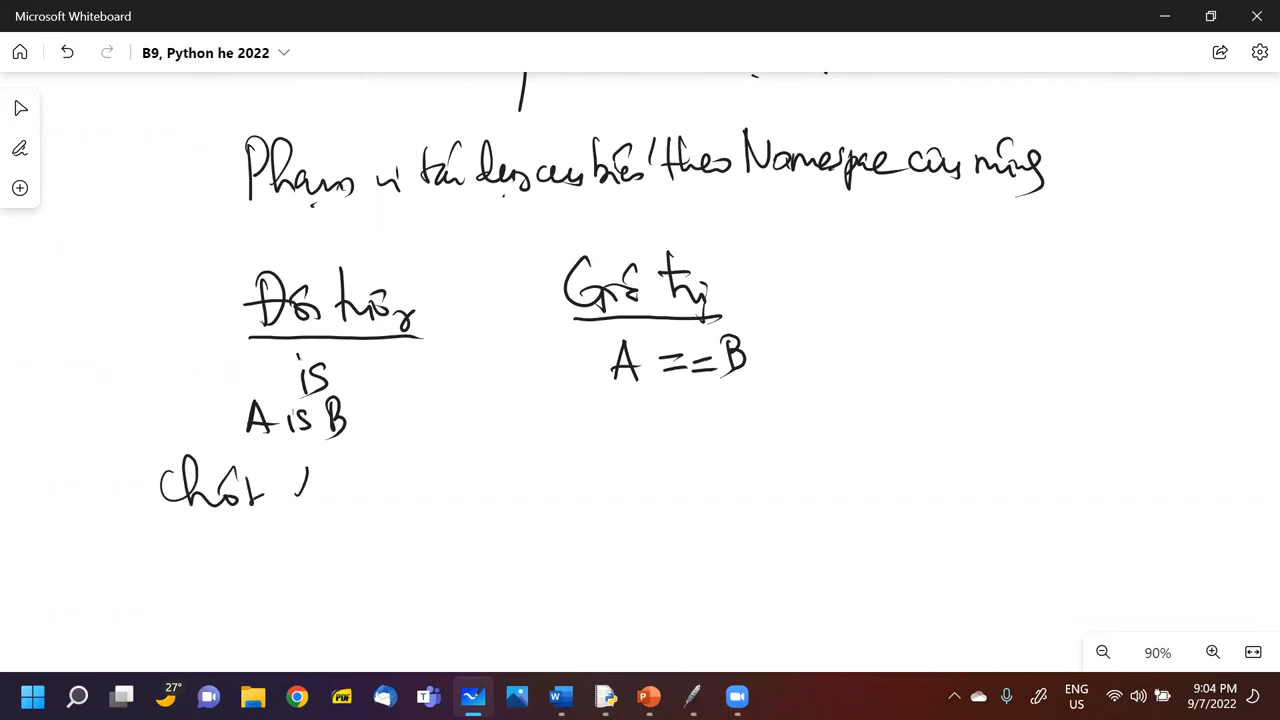 Microsoft Whiteboard
B9, Python he 2022
Phạm vi tác dụng của biến theo Namespace của nó
Đối tượng
Giá trị
is
A == B
A is B
Chốt
90%
27°
ENG
US
9:04 PM
9/7/2022